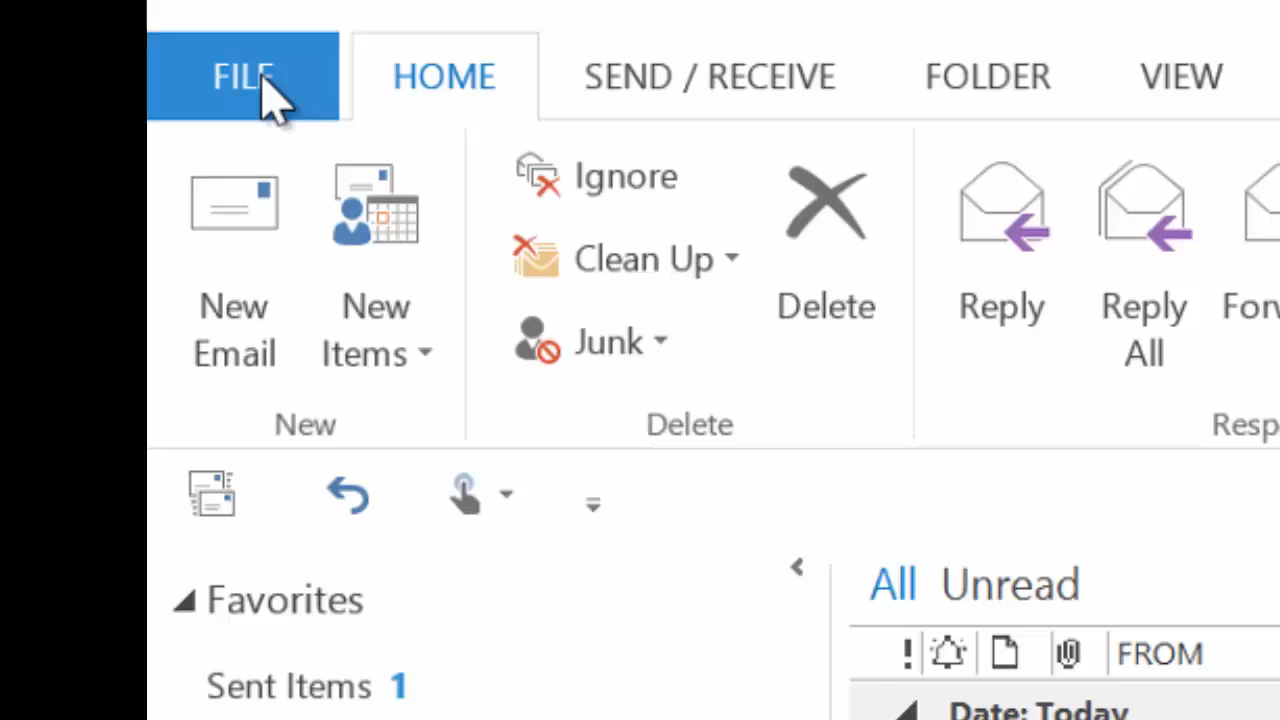 FILE HOME SEND / RECEIVE FOLDER VIEW
New
Email
New
Items
Ignore
Clean Up
Junk
Delete
Reply
Reply
All
New
Delete
Favorites
Sent Items 1
All Unread
! FROM
Date: Today